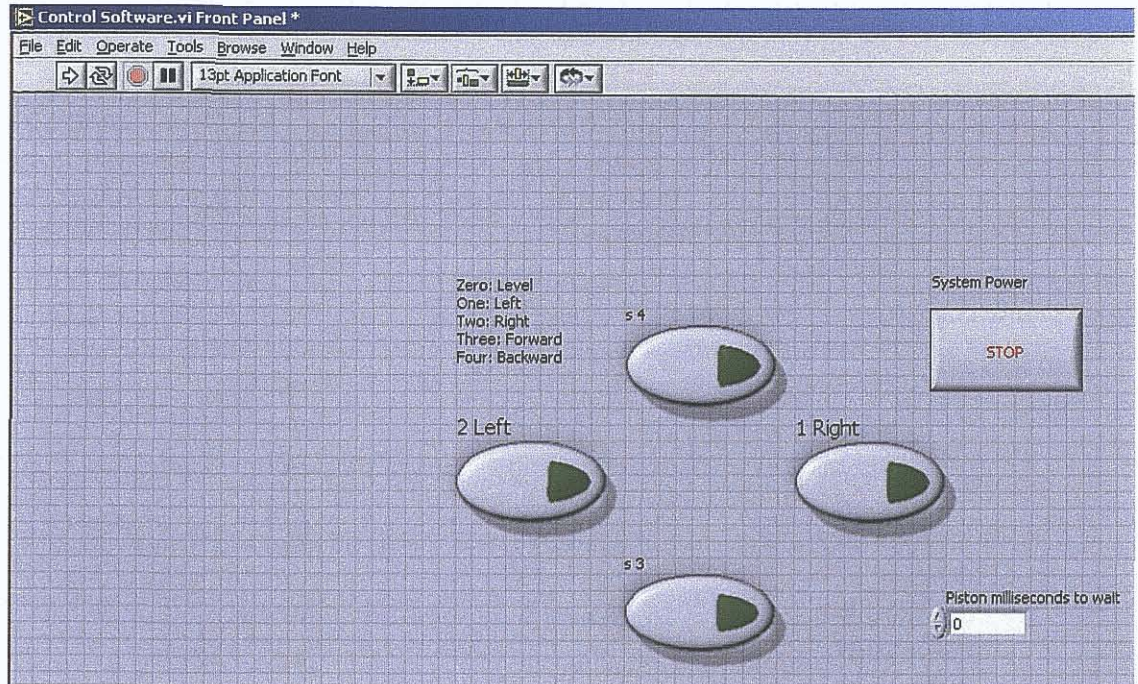 Control Software.vi Front Panel *
File Edit Operate Tools Browse Window Help
13pt Application Font
Zero: Level
One: Left
Two: Right
Three: Forward
Four: Backward
s 4
System Power
STOP
2 Left
1 Right
s 3
Piston milliseconds to wait
0